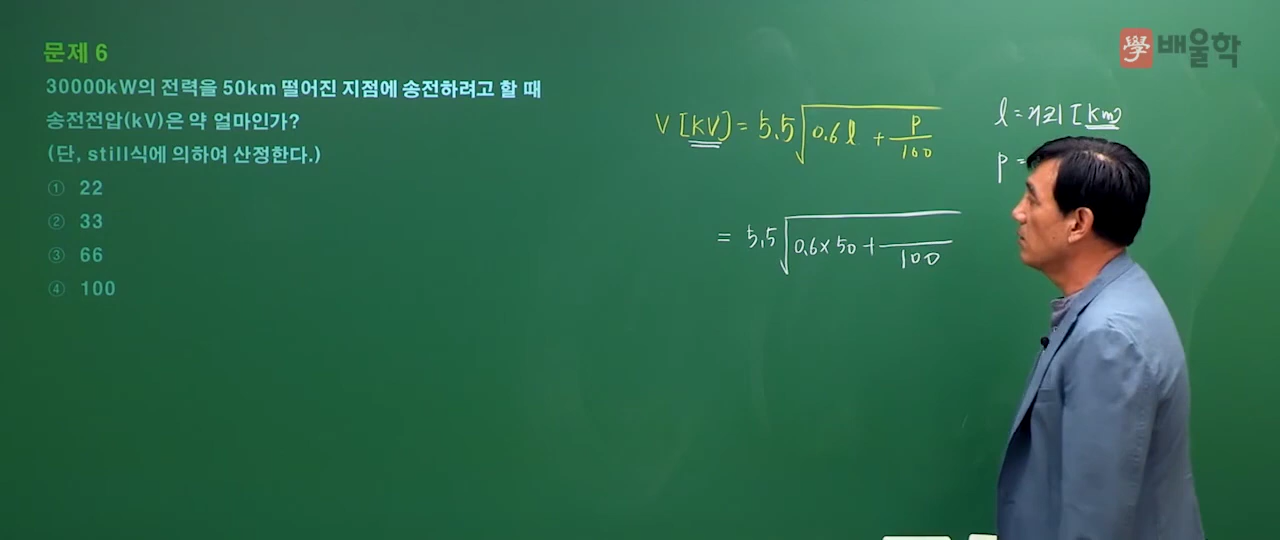 學 배울학
문제 6
30000kW의 전력을 50km 떨어진 지점에 송전하려고 할 때
송전전압(kV)은 약 얼마인가?
(단, still식에 의하여 산정한다.)
① 22
② 33
③ 66
④ 100
V [KV] = 5.5√0.6l + P/100
= 5.5√0.6×50 + /100
l = 거리 [Km]
P =